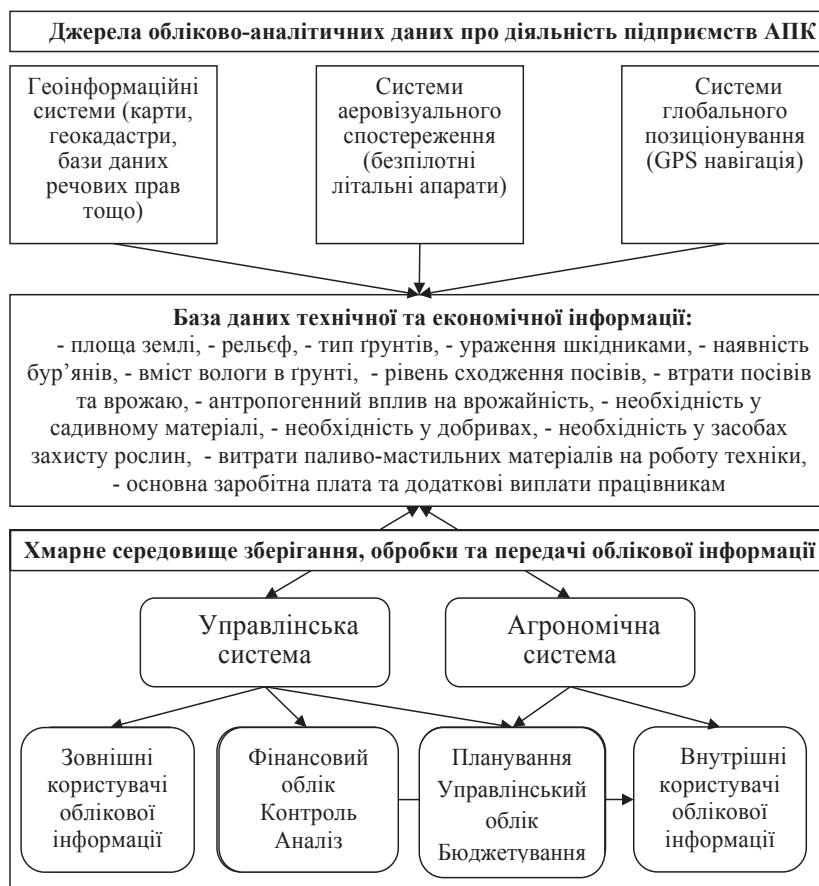 Джерела обліково-аналітичних даних про діяльність підприємств АПК
Геоінформаційні
системи (карти,
геокадастри,
бази даних
речових прав
тощо)
Системи
аеровізуального
спостереження
(безпілотні
літальні апарати)
Системи
глобального
позиціонування
(GPS навігація)
База даних технічної та економічної інформації:
- площа землі, - рельєф, - тип ґрунтів, - ураження шкідниками, - наявність
бур’янів, - вміст вологи в ґрунті, - рівень сходження посівів, - втрати посівів
та врожаю, - антропогенний вплив на врожайність, - необхідність у
садивному матеріалі, - необхідність у добривах, - необхідність у засобах
захисту рослин, - витрати паливо-мастильних матеріалів на роботу техніки,
- основна заробітна плата та додаткові виплати працівникам
Хмарне середовище зберігання, обробки та передачі облікової інформації
Управлінська
система
Агрономічна
система
Зовнішні
користувачі
облікової
інформації
Фінансовий
облік
Контроль
Аналіз
Планування
Управлінський
облік
Бюджетування
Внутрішні
користувачі
облікової
інформації